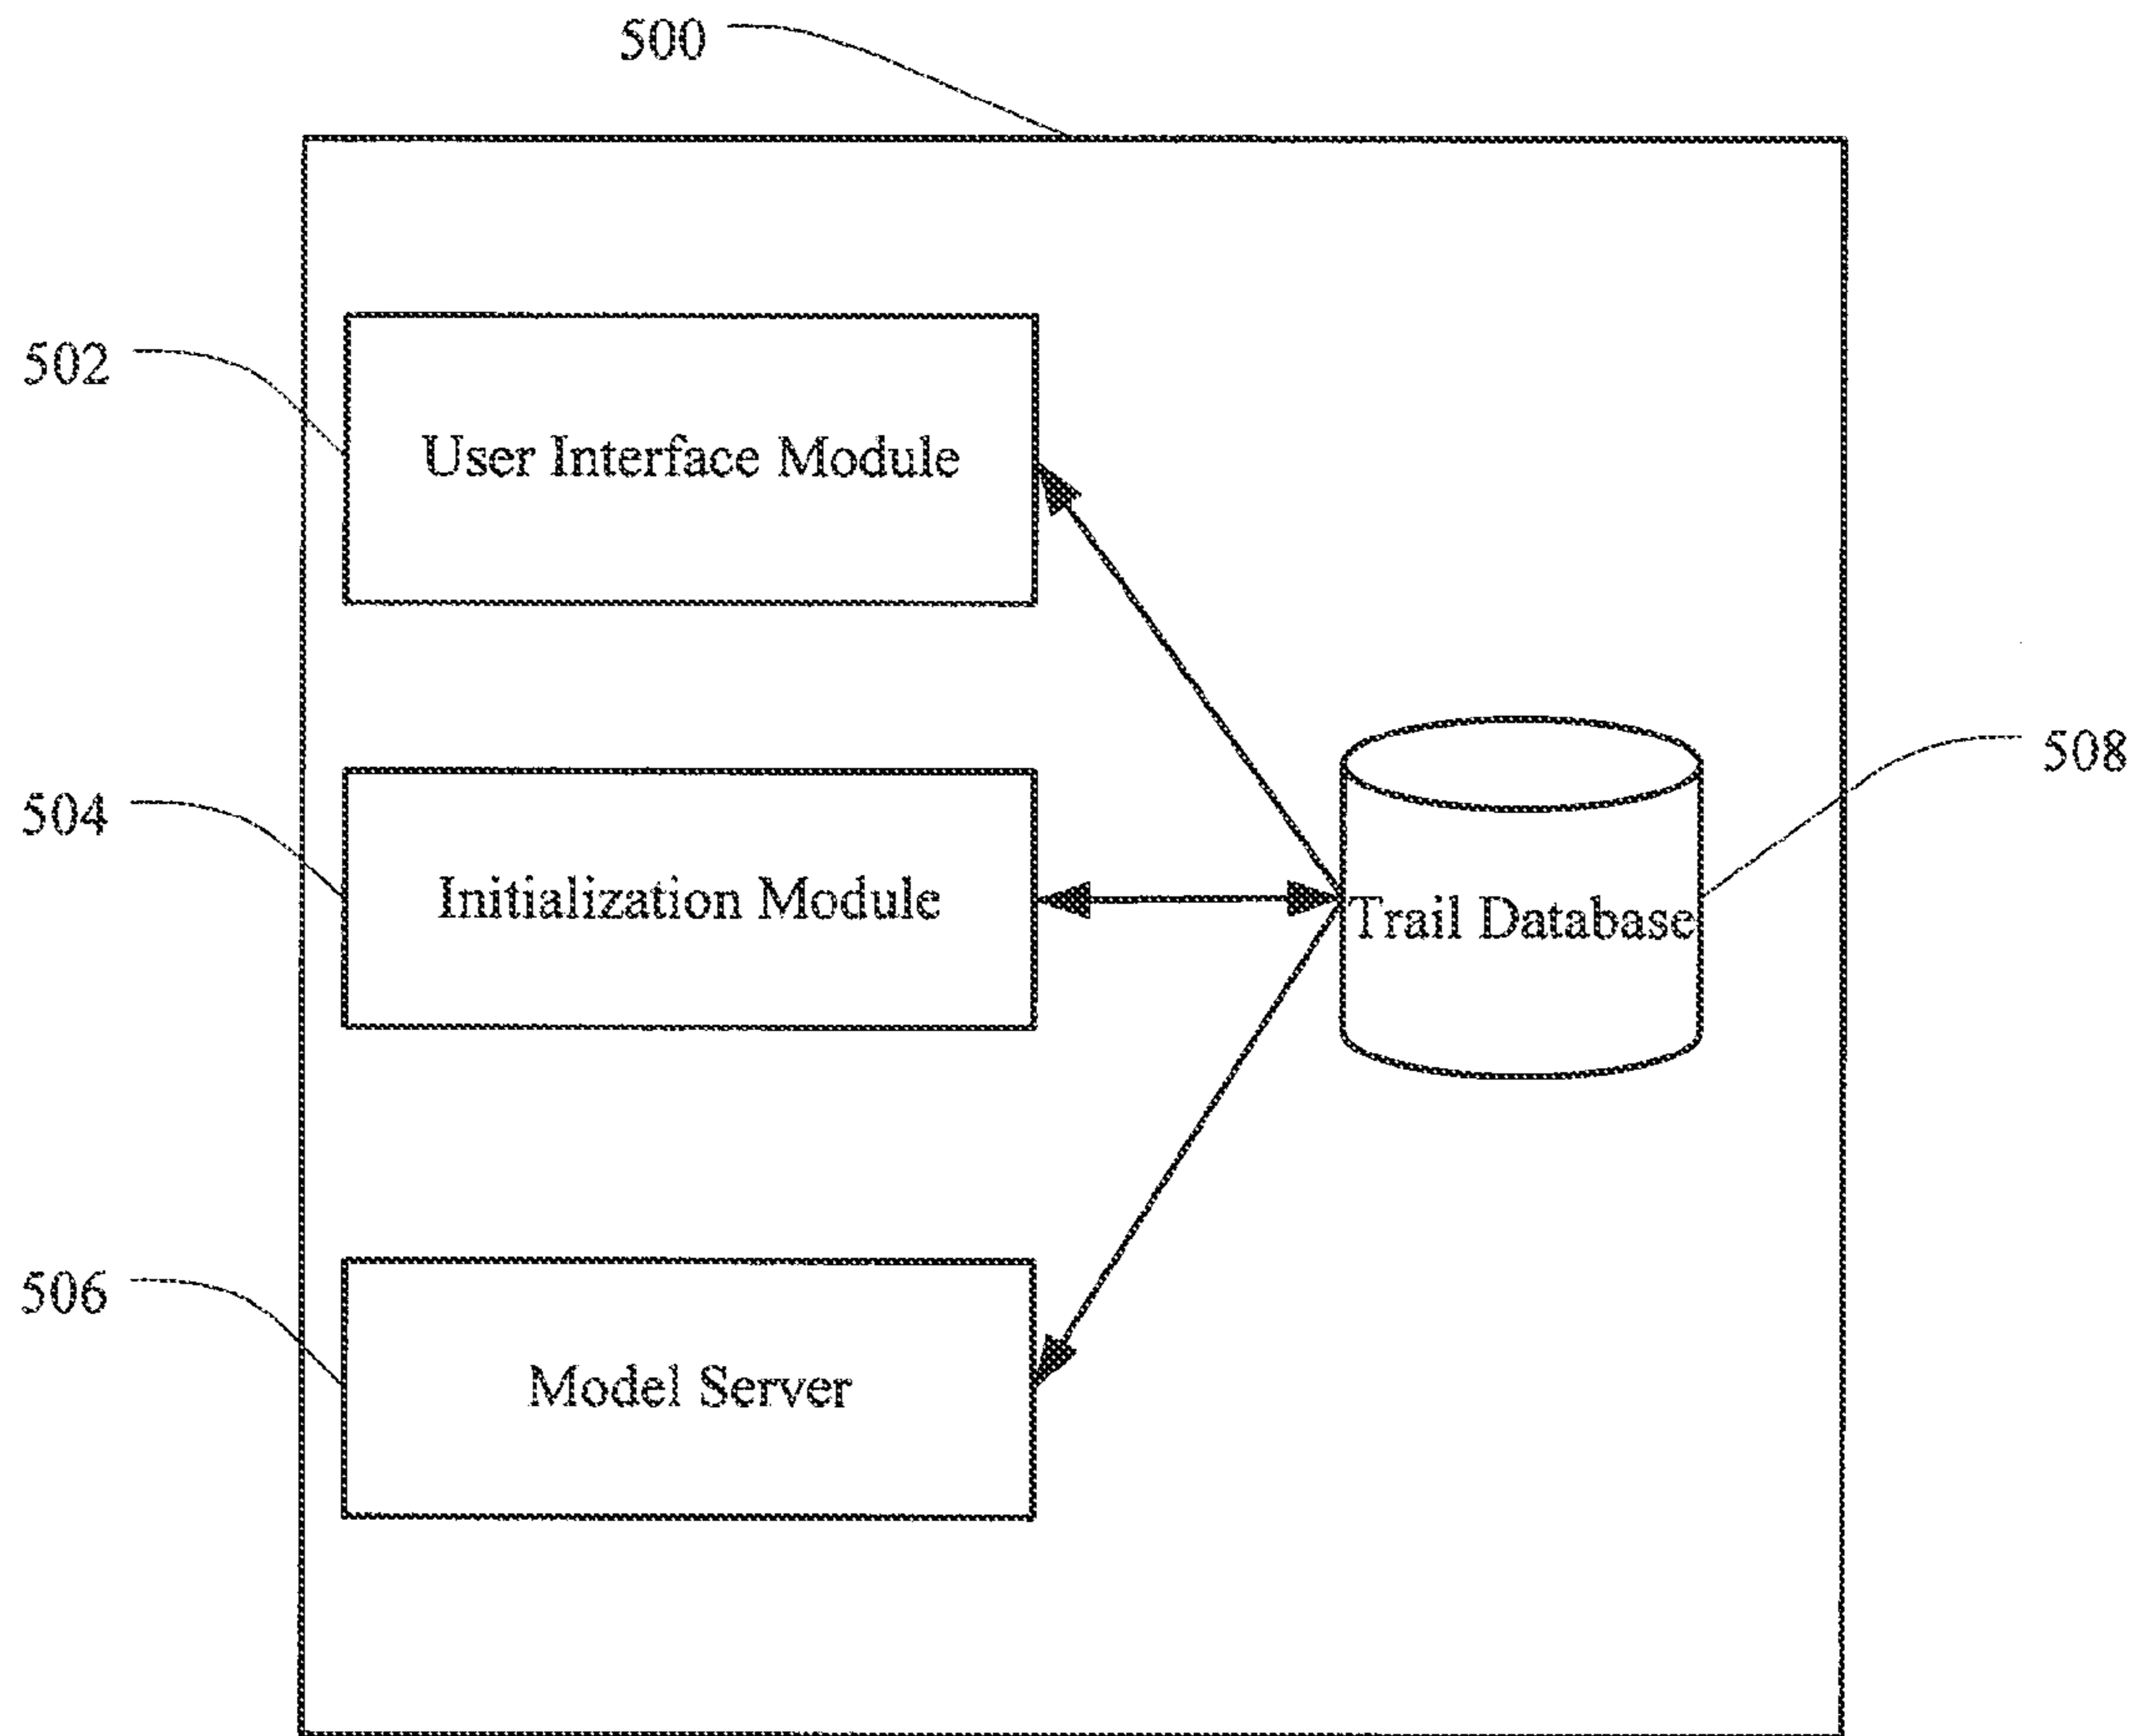 500
502
User Interface Module
508
504
Initialization Module
Trail Database
506
Model Server